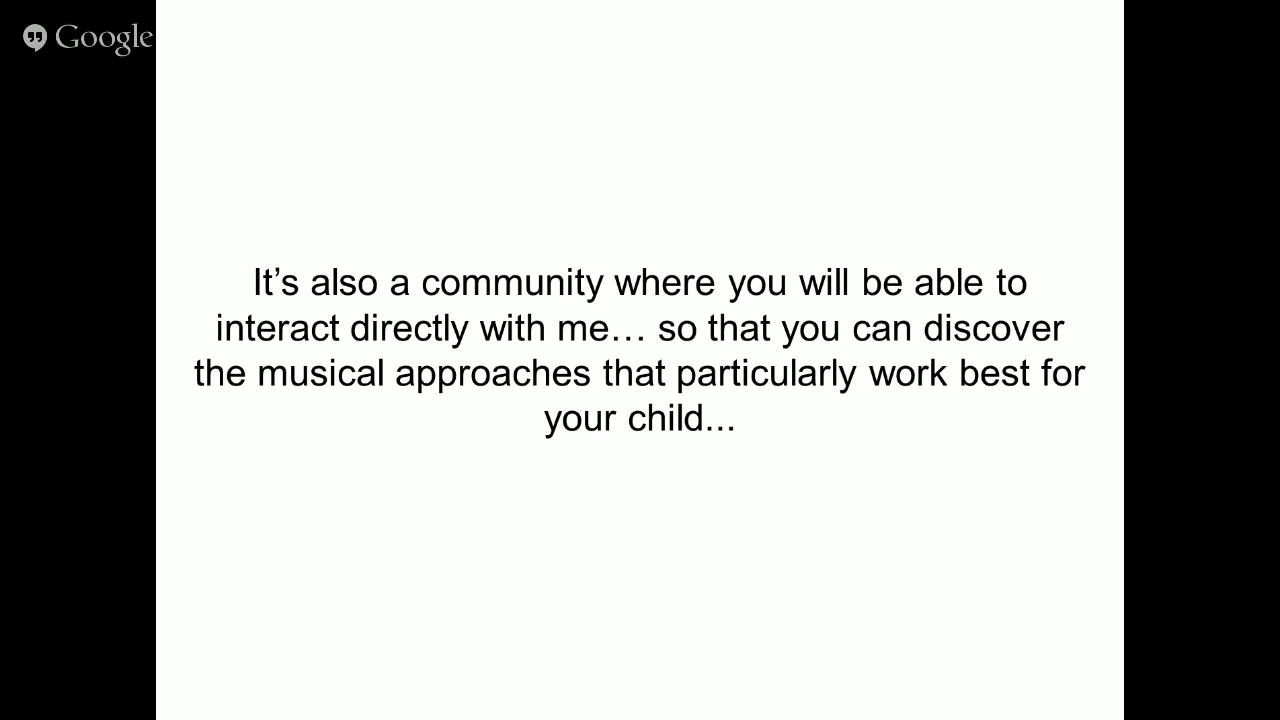 Google
It’s also a community where you will be able to
interact directly with me… so that you can discover
the musical approaches that particularly work best for
your child...